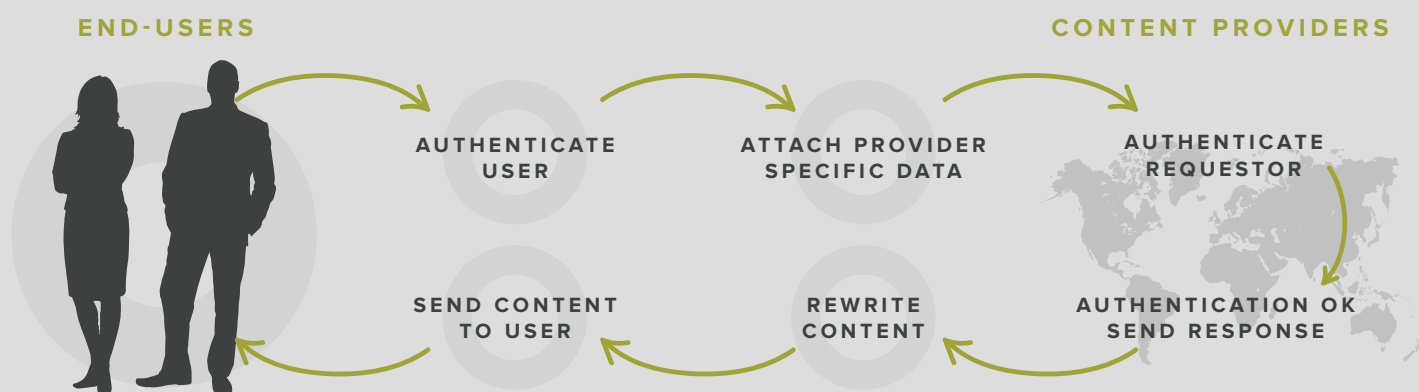 END-USERS
CONTENT PROVIDERS
AUTHENTICATE
USER
ATTACH PROVIDER
SPECIFIC DATA
AUTHENTICATE
REQUESTOR
SEND CONTENT
TO USER
REWRITE
CONTENT
AUTHENTICATION OK
SEND RESPONSE